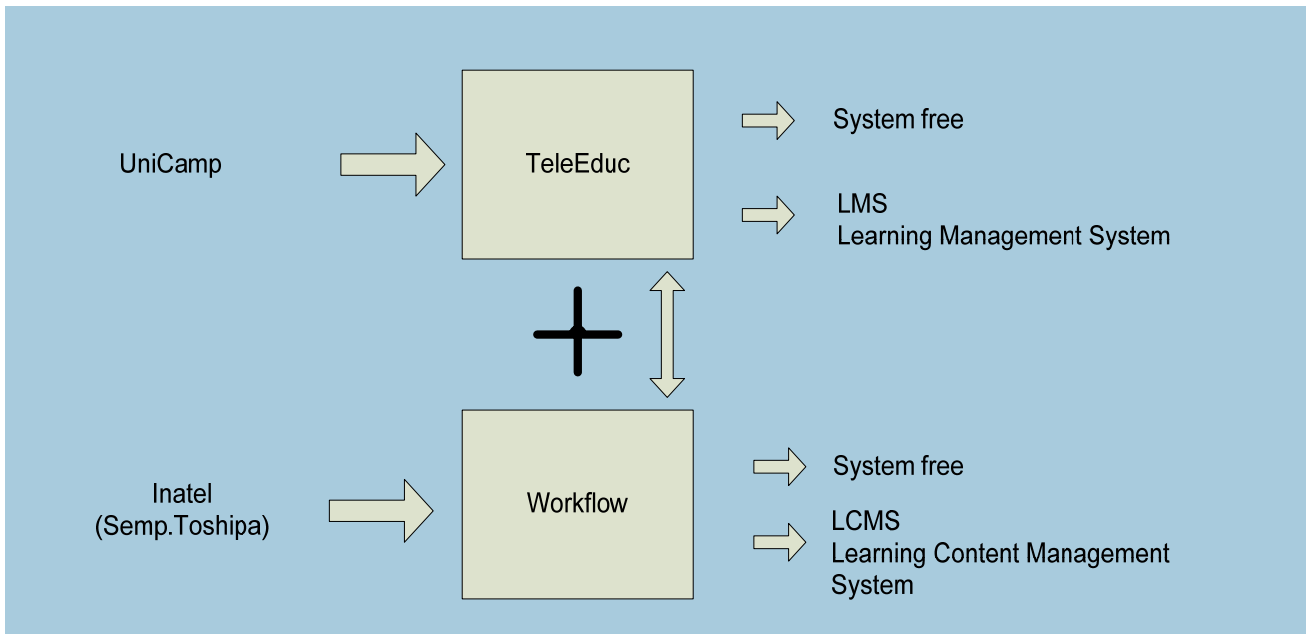 UniCamp
TeleEduc
System free
LMS
Learning Management System
Inatel
(Semp.Toshipa)
Workflow
System free
LCMS
Learning Content Management
System